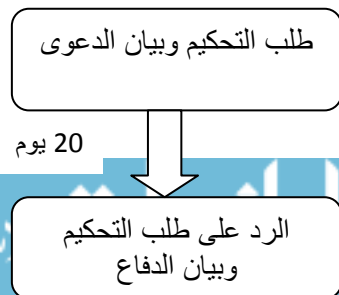 طلب التحكيم وبيان الدعوى
20 يوم
الرد على طلب التحكيم
وبيان الدفاع